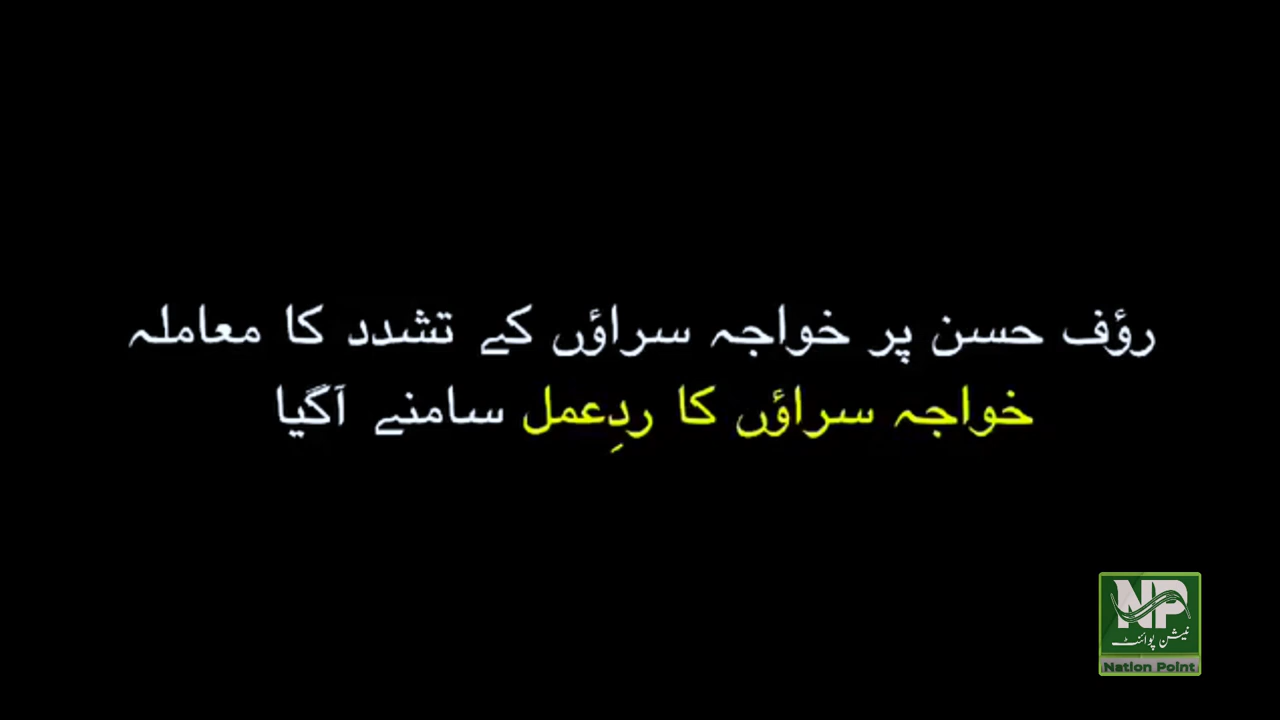 رؤف حسن پر خواجہ سراؤں کے تشدد کا معاملہ
خواجہ سراؤں کا ردِعمل سامنے آگیا
NP
نیشن پوائنٹ
Nation Point